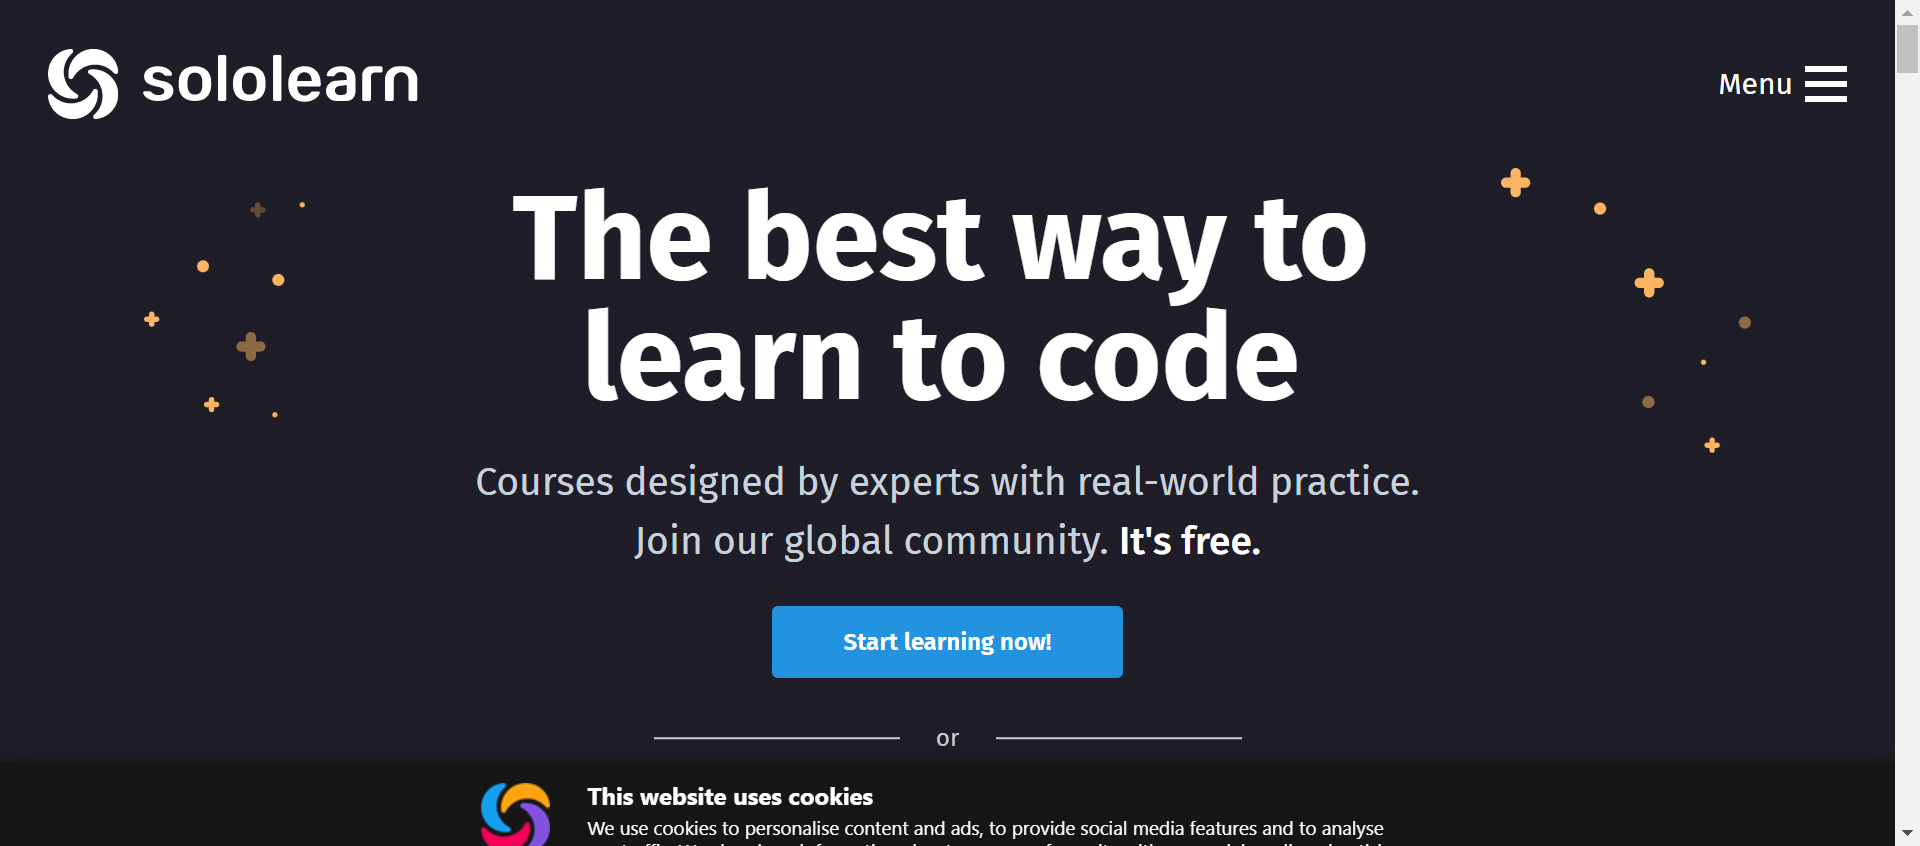 sololearn
Menu
The best way to
learn to code
Courses designed by experts with real-world practice.
Join our global community. It's free.
Start learning now!
or
This website uses cookies
We use cookies to personalise content and ads, to provide social media features and to analyse